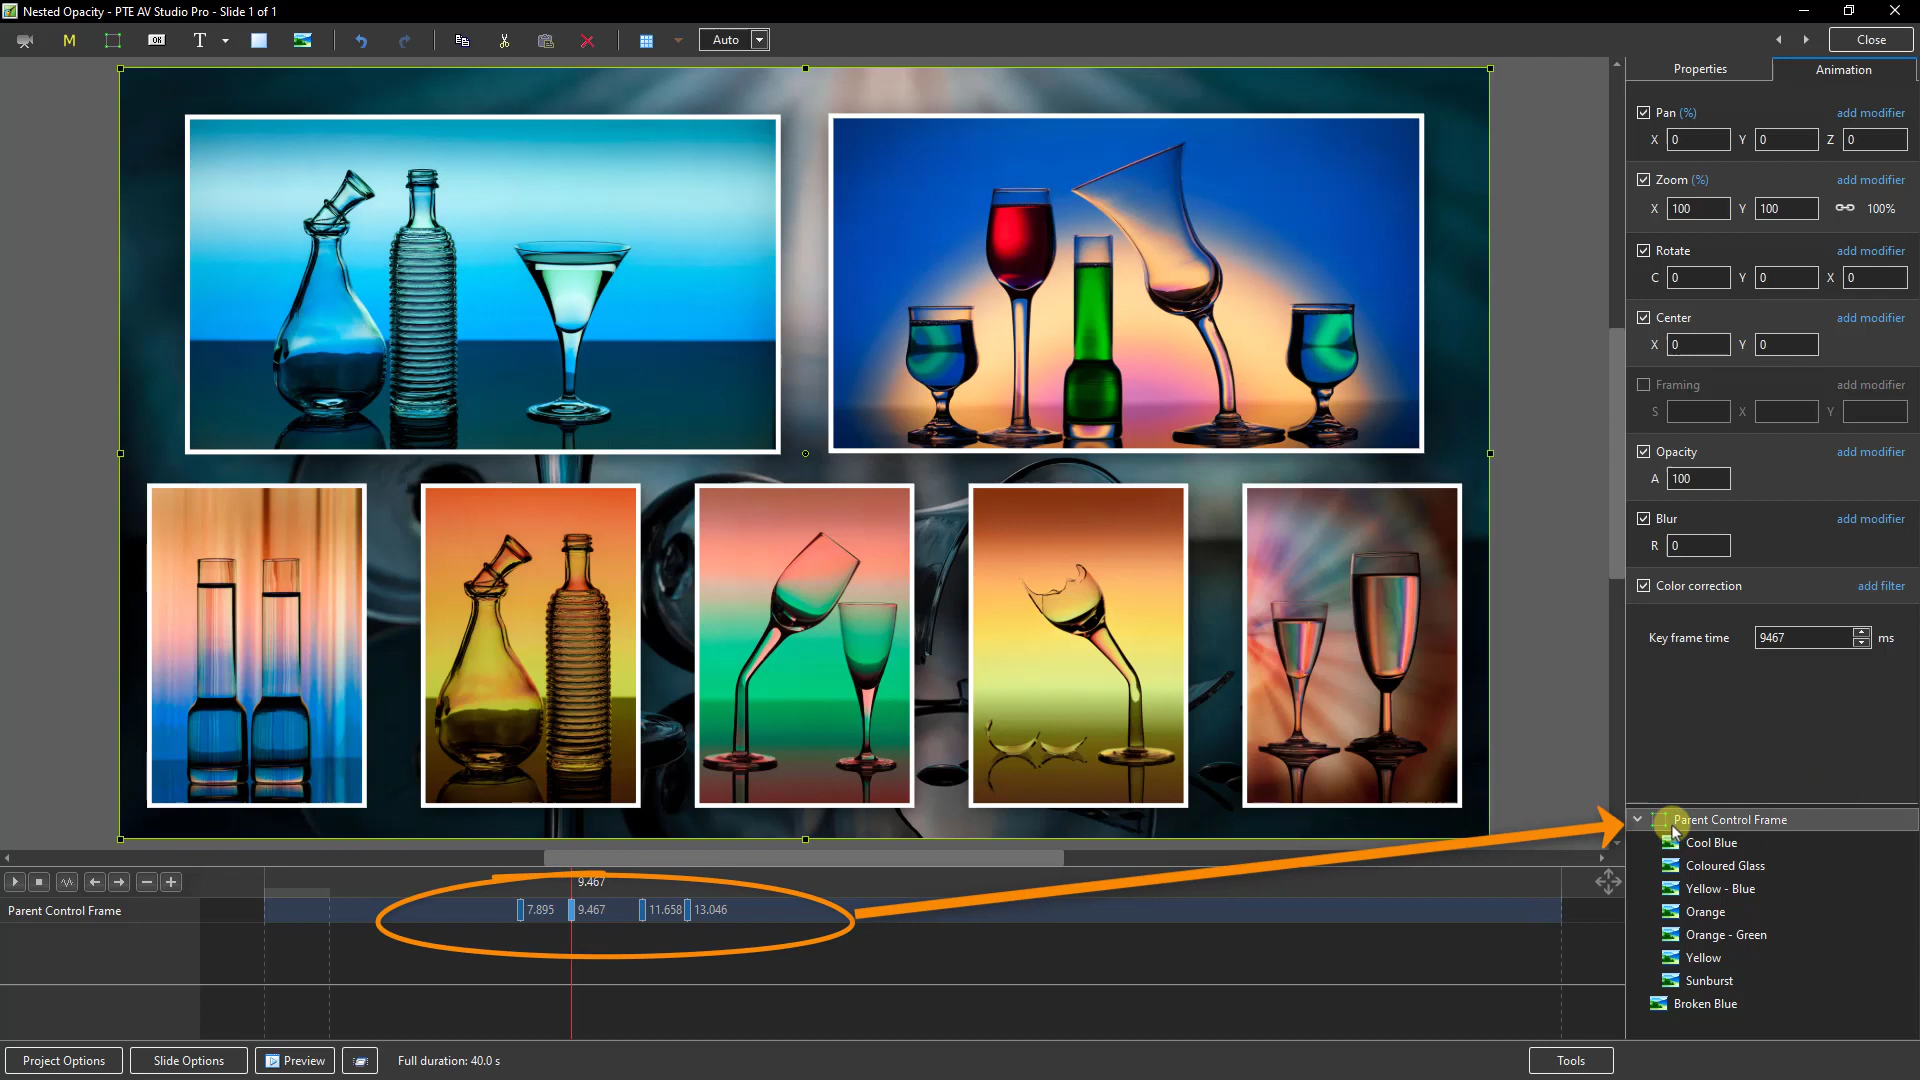 Nested Opacity - PTE AV Studio Pro - Slide 1 of 1
M OK T Auto Close
Properties Animation
Pan (%) add modifier
X 0 Y 0 Z 0
Zoom (%) add modifier
X 100 Y 100 100%
Rotate add modifier
C 0 Y 0 X 0
Center add modifier
X 0 Y 0
Framing add modifier
S X Y
Opacity add modifier
A 100
Blur add modifier
R 0
Color correction add filter
Key frame time 9467 ms
Parent Control Frame
Cool Blue
Coloured Glass
Yellow - Blue
Orange
Orange - Green
Yellow
Sunburst
Broken Blue
9.467
Parent Control Frame 7.895 9.467 11.658 13.046
Project Options Slide Options Preview Full duration: 40.0 s Tools